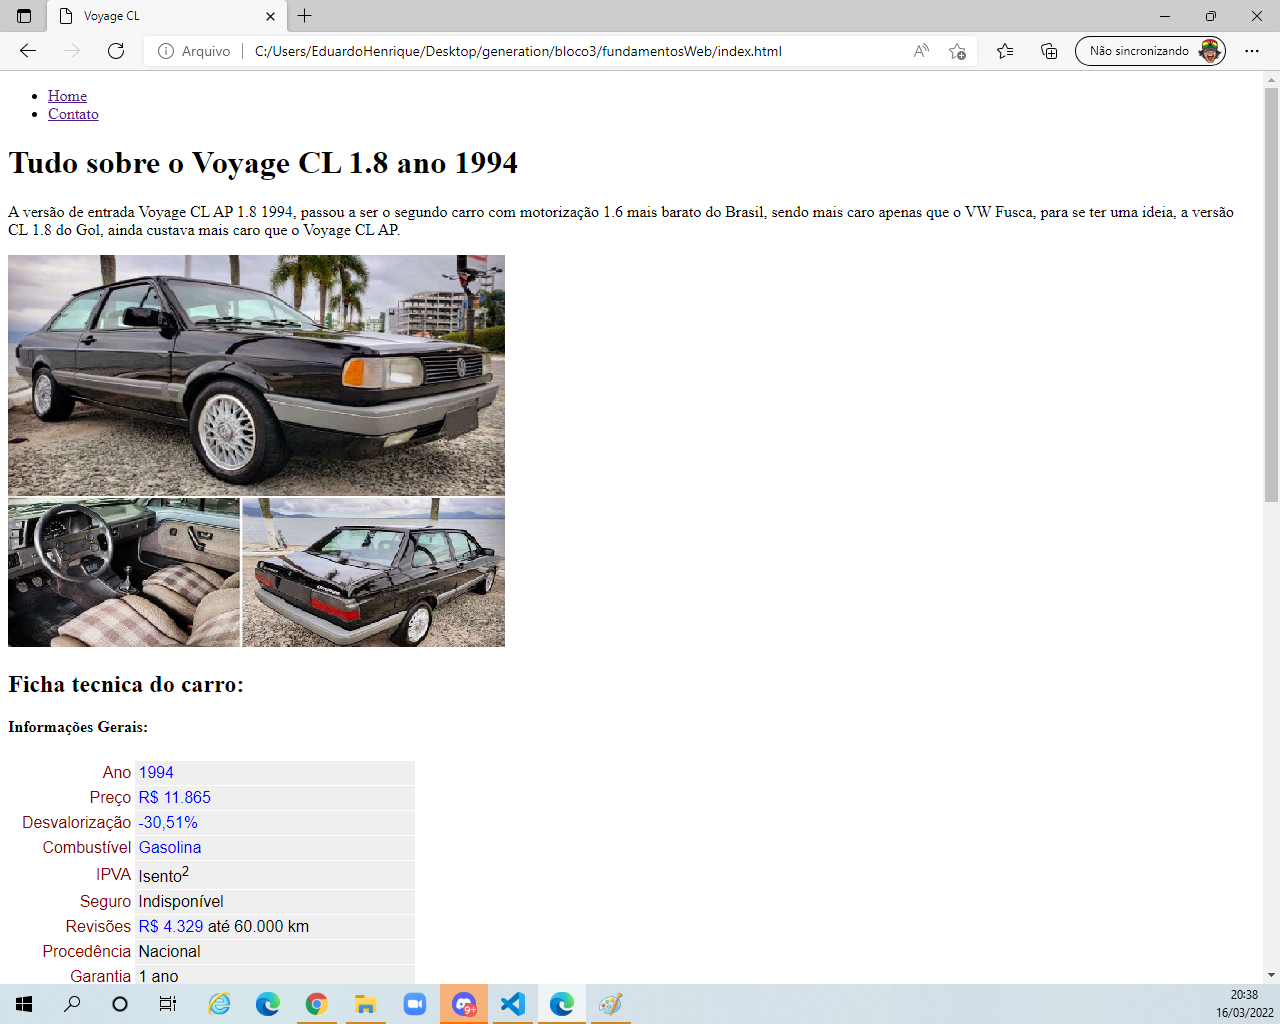 Voyage CL
Arquivo
C:/Users/EduardoHenrique/Desktop/generation/bloco3/fundamentosWeb/index.html
Não sincronizando
Home
Contato
Tudo sobre o Voyage CL 1.8 ano 1994
A versão de entrada Voyage CL AP 1.8 1994, passou a ser o segundo carro com motorização 1.6 mais barato do Brasil, sendo mais caro apenas que o VW Fusca, para se ter uma ideia, a versão
CL 1.8 do Gol, ainda custava mais caro que o Voyage CL AP.
Ficha tecnica do carro:
Informações Gerais:
Ano 1994
Preço R$ 11.865
Desvalorização -30,51%
Combustível Gasolina
IPVA Isento²
Seguro Indisponível
Revisões R$ 4.329 até 60.000 km
Procedência Nacional
Garantia 1 ano
9+
20:38
16/03/2022